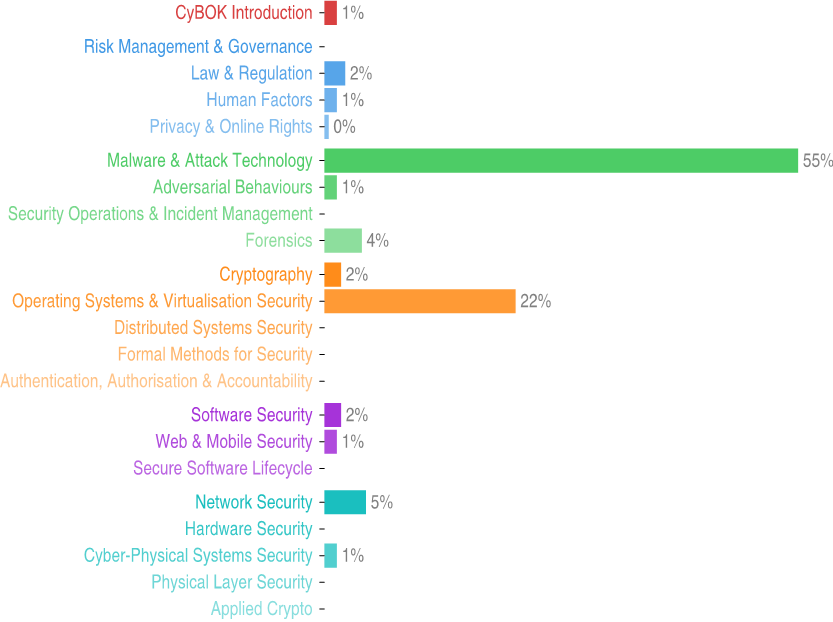 CyBOK Introduction 1%
Risk Management & Governance
Law & Regulation 2%
Human Factors 1%
Privacy & Online Rights 0%
Malware & Attack Technology 55%
Adversarial Behaviours 1%
Security Operations & Incident Management
Forensics 4%
Cryptography 2%
Operating Systems & Virtualisation Security 22%
Distributed Systems Security
Formal Methods for Security
Authentication, Authorisation & Accountability
Software Security 2%
Web & Mobile Security 1%
Secure Software Lifecycle
Network Security 5%
Hardware Security
Cyber-Physical Systems Security 1%
Physical Layer Security
Applied Crypto